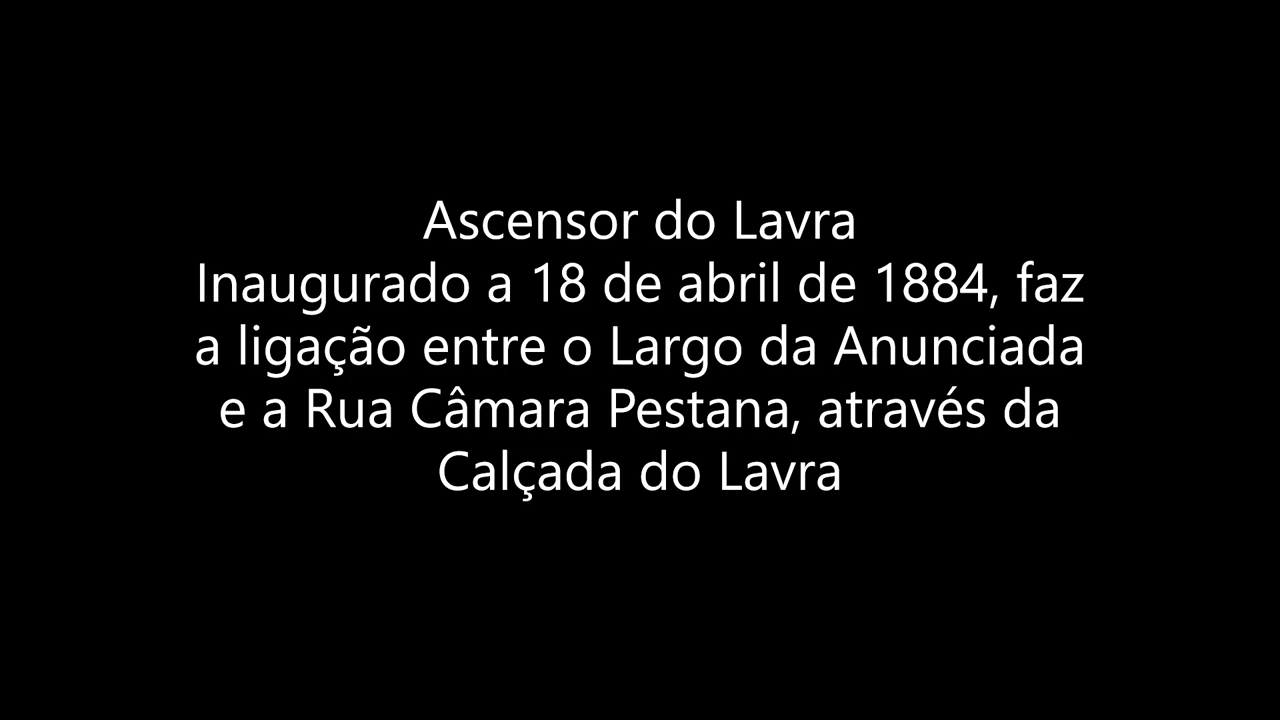 Ascensor do Lavra
Inaugurado a 18 de abril de 1884, faz
a ligação entre o Largo da Anunciada
e a Rua Câmara Pestana, através da
Calçada do Lavra